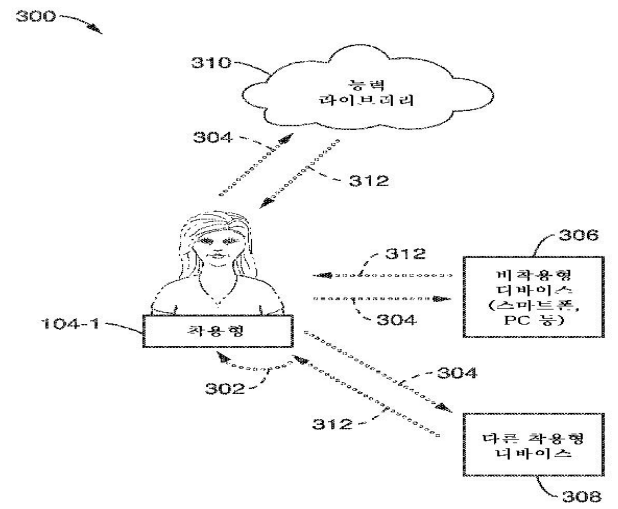 300
310
능력
라이브러리
304
312
312
306
비착용형
디바이스
(스마트폰,
PC 등)
304
104-1
착용형
302
304
312
다른 착용형
디바이스
308